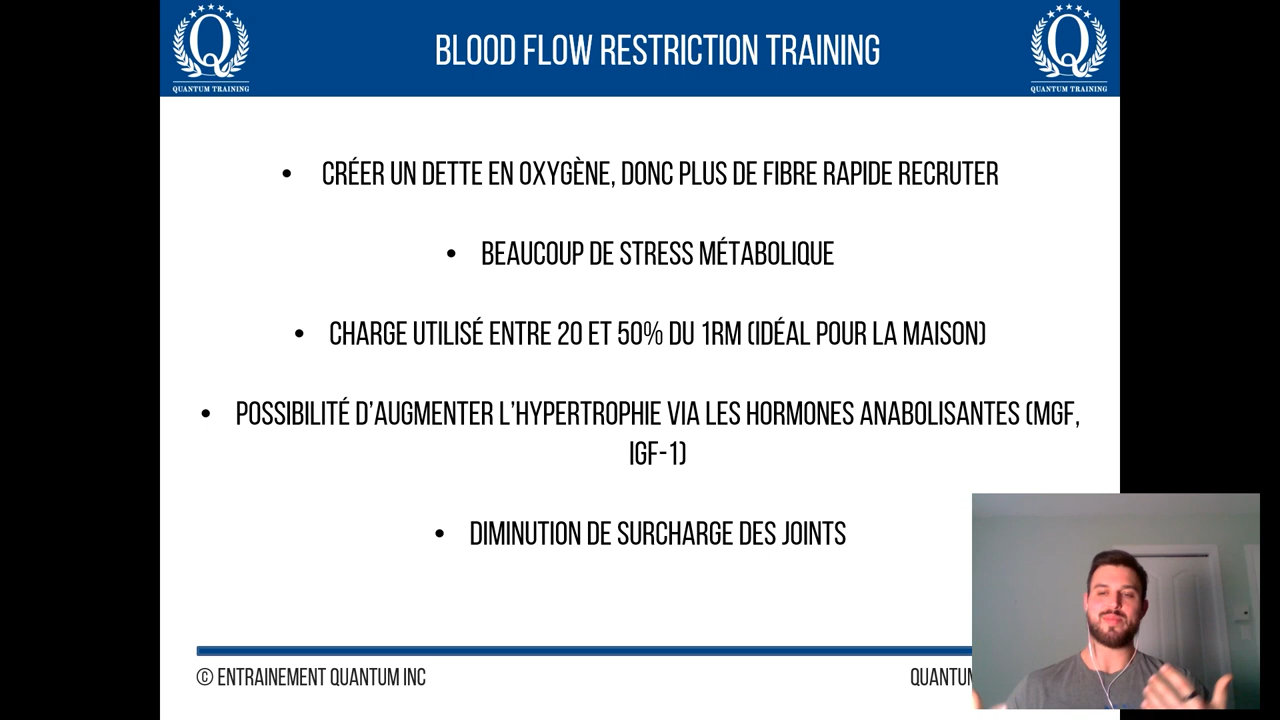 BLOOD FLOW RESTRICTION TRAINING
Q
QUANTUM TRAINING
Q
QUANTUM TRAINING
• CRÉER UN DETTE EN OXYGÈNE, DONC PLUS DE FIBRE RAPIDE RECRUTER
• BEAUCOUP DE STRESS MÉTABOLIQUE
• CHARGE UTILISÉ ENTRE 20 ET 50% DU 1RM (IDÉAL POUR LA MAISON)
• POSSIBILITÉ D'AUGMENTER L'HYPERTROPHIE VIA LES HORMONES ANABOLISANTES (MGF,
IGF-1)
• DIMINUTION DE SURCHARGE DES JOINTS
© ENTRAINEMENT QUANTUM INC